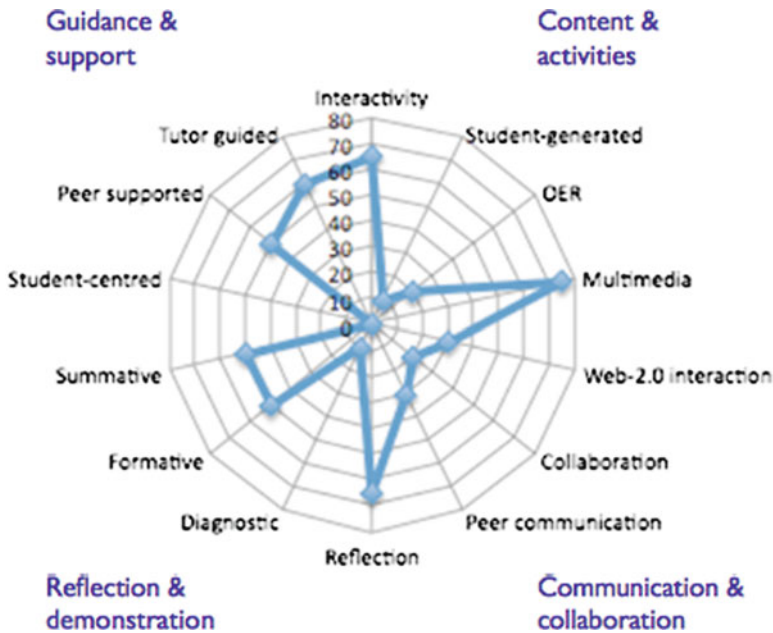 Guidance &
support
Content &
activities
Interactivity
80
70
60
50
40
30
20
10
0
Tutor guided
Student-generated
Peer supported
OER
Student-centred
Multimedia
Summative
Web-2.0 interaction
Formative
Collaboration
Diagnostic
Peer communication
Reflection
Reflection &
demonstration
Communication &
collaboration